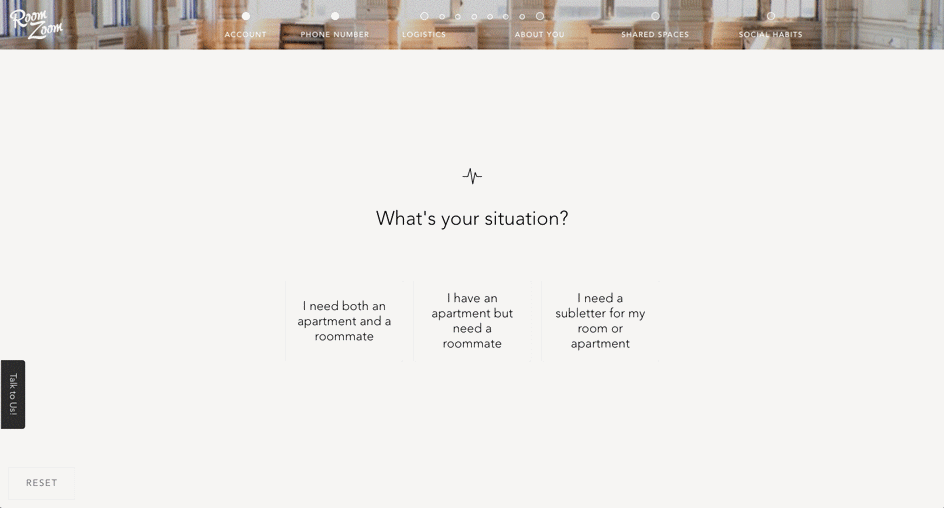 Room
Zoom
ACCOUNT PHONE NUMBER LOGISTICS ABOUT YOU SHARED SPACES SOCIAL HABITS
What's your situation?
I need both an
apartment and a
roommate
I have an
apartment but
need a
roommate
I need a
subletter for my
room or
apartment
Talk to Us!
RESET